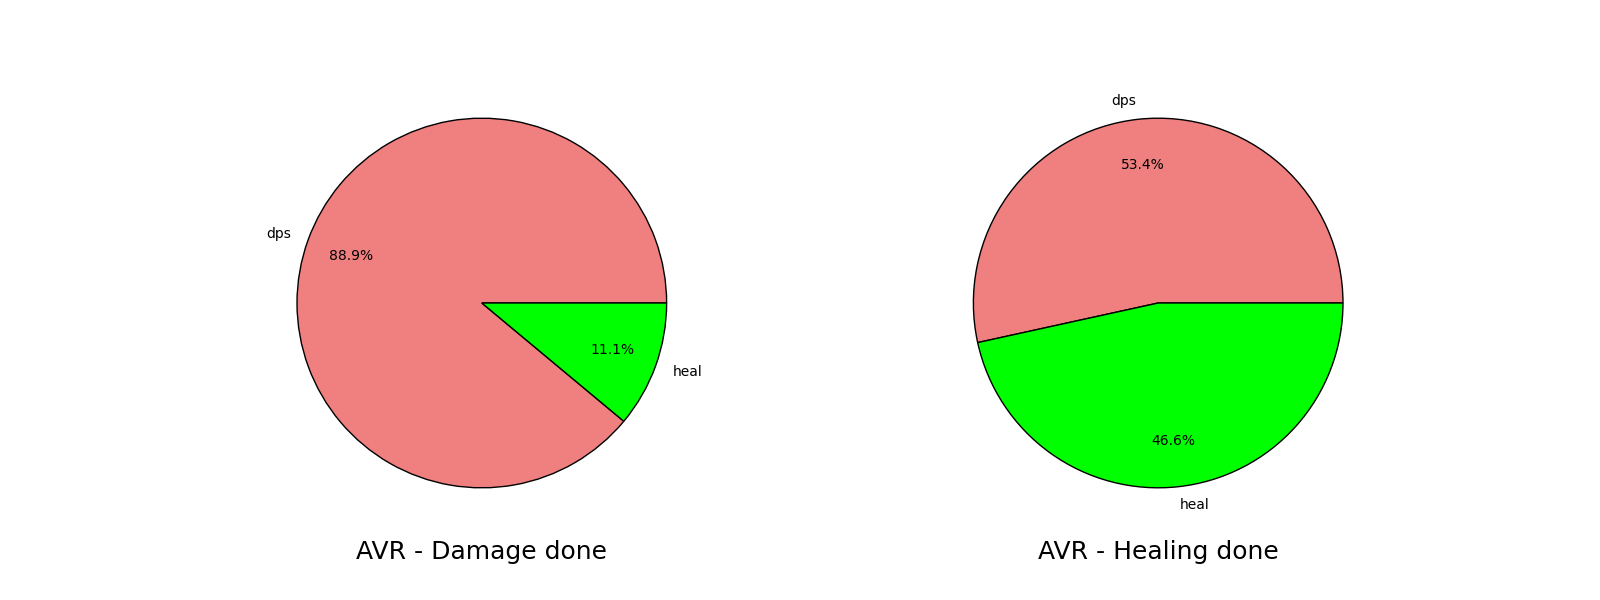 dps
88.9%
11.1%
heal
AVR - Damage done
dps
53.4%
46.6%
heal
AVR - Healing done